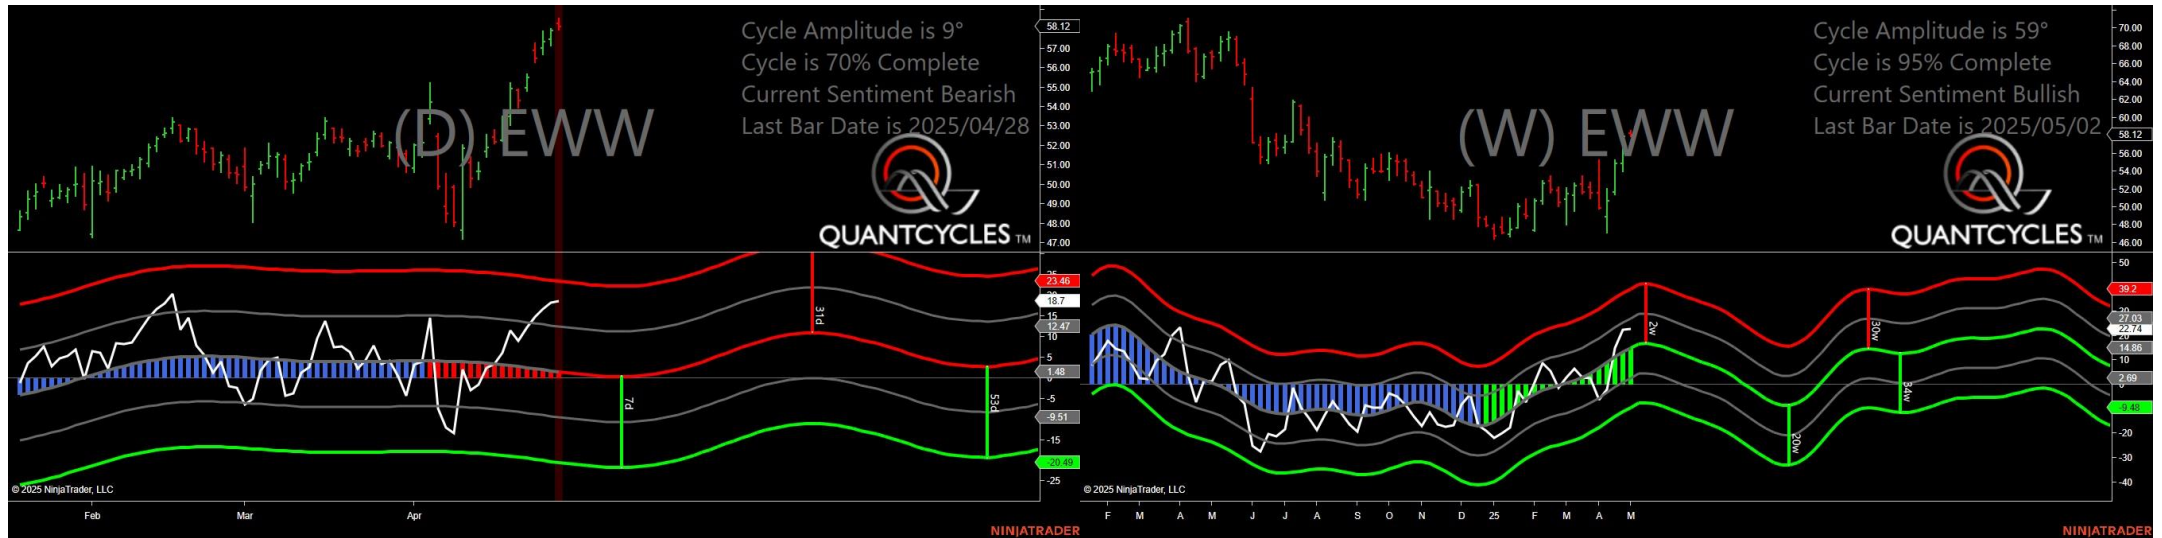 Cycle Amplitude is 9°
Cycle is 70% Complete
Current Sentiment Bearish
Last Bar Date is 2025/04/28
(D) EWW
QUANTCYCLES TM
58.12
57.00
56.00
55.00
54.00
53.00
52.00
51.00
50.00
49.00
48.00
47.00
23.46
18.7
15
12.47
10
5
1.48
-5
-9.51
-15
-20.49
-25
7d
31d
53d
© 2025 NinjaTrader, LLC
Feb Mar Apr
NINJATRADER
Cycle Amplitude is 59°
Cycle is 95% Complete
Current Sentiment Bullish
Last Bar Date is 2025/05/02
(W) EWW
QUANTCYCLES TM
70.00
68.00
66.00
64.00
62.00
60.00
58.12
56.00
54.00
52.00
50.00
48.00
46.00
50
39.2
27.03
22.74
14.86
10
2.69
-9.48
-20
-30
-40
2w
20w
30w
34w
© 2025 NinjaTrader, LLC
F M A M J J A S O N D 25 F M A M
NINJATRADER